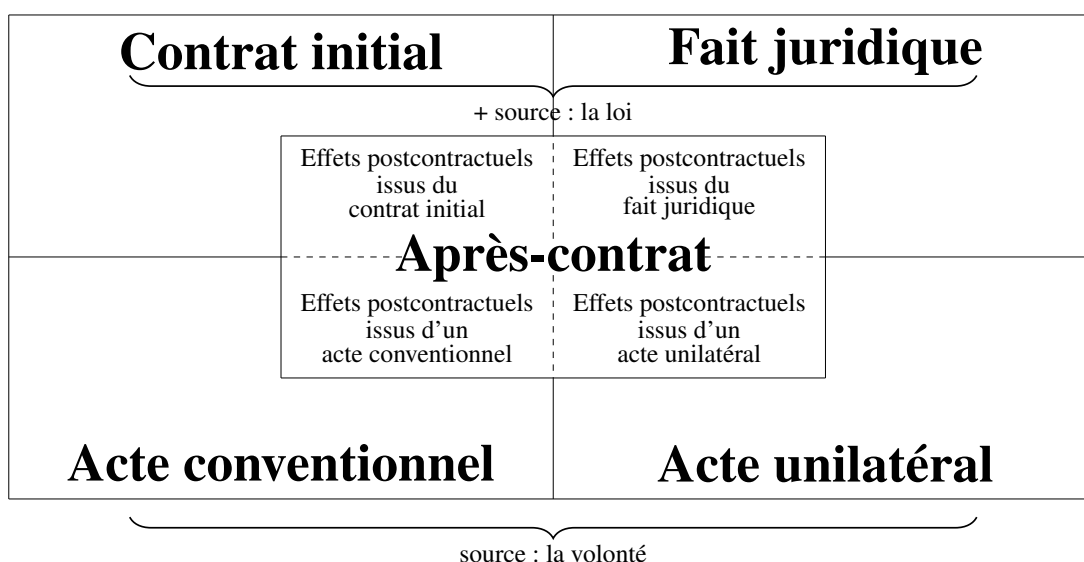 Contrat initial
Fait juridique
+ source : la loi
Effets postcontractuels
issus du
contrat initial
Effets postcontractuels
issus du
fait juridique
Après-contrat
Effets postcontractuels
issus d'un
acte conventionnel
Effets postcontractuels
issus d'un
acte unilatéral
Acte conventionnel
Acte unilatéral
source : la volonté